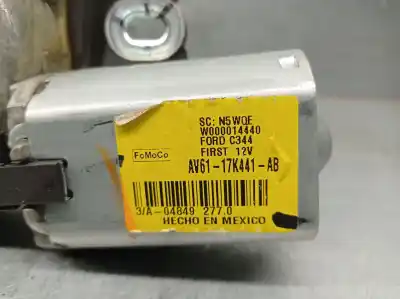 SC: N5WQE
W000014440
FORD C344
FIRST 12V
FoMoCo
AV61-17K441-AB
3/A-04849 277.0
HECHO EN MEXICO